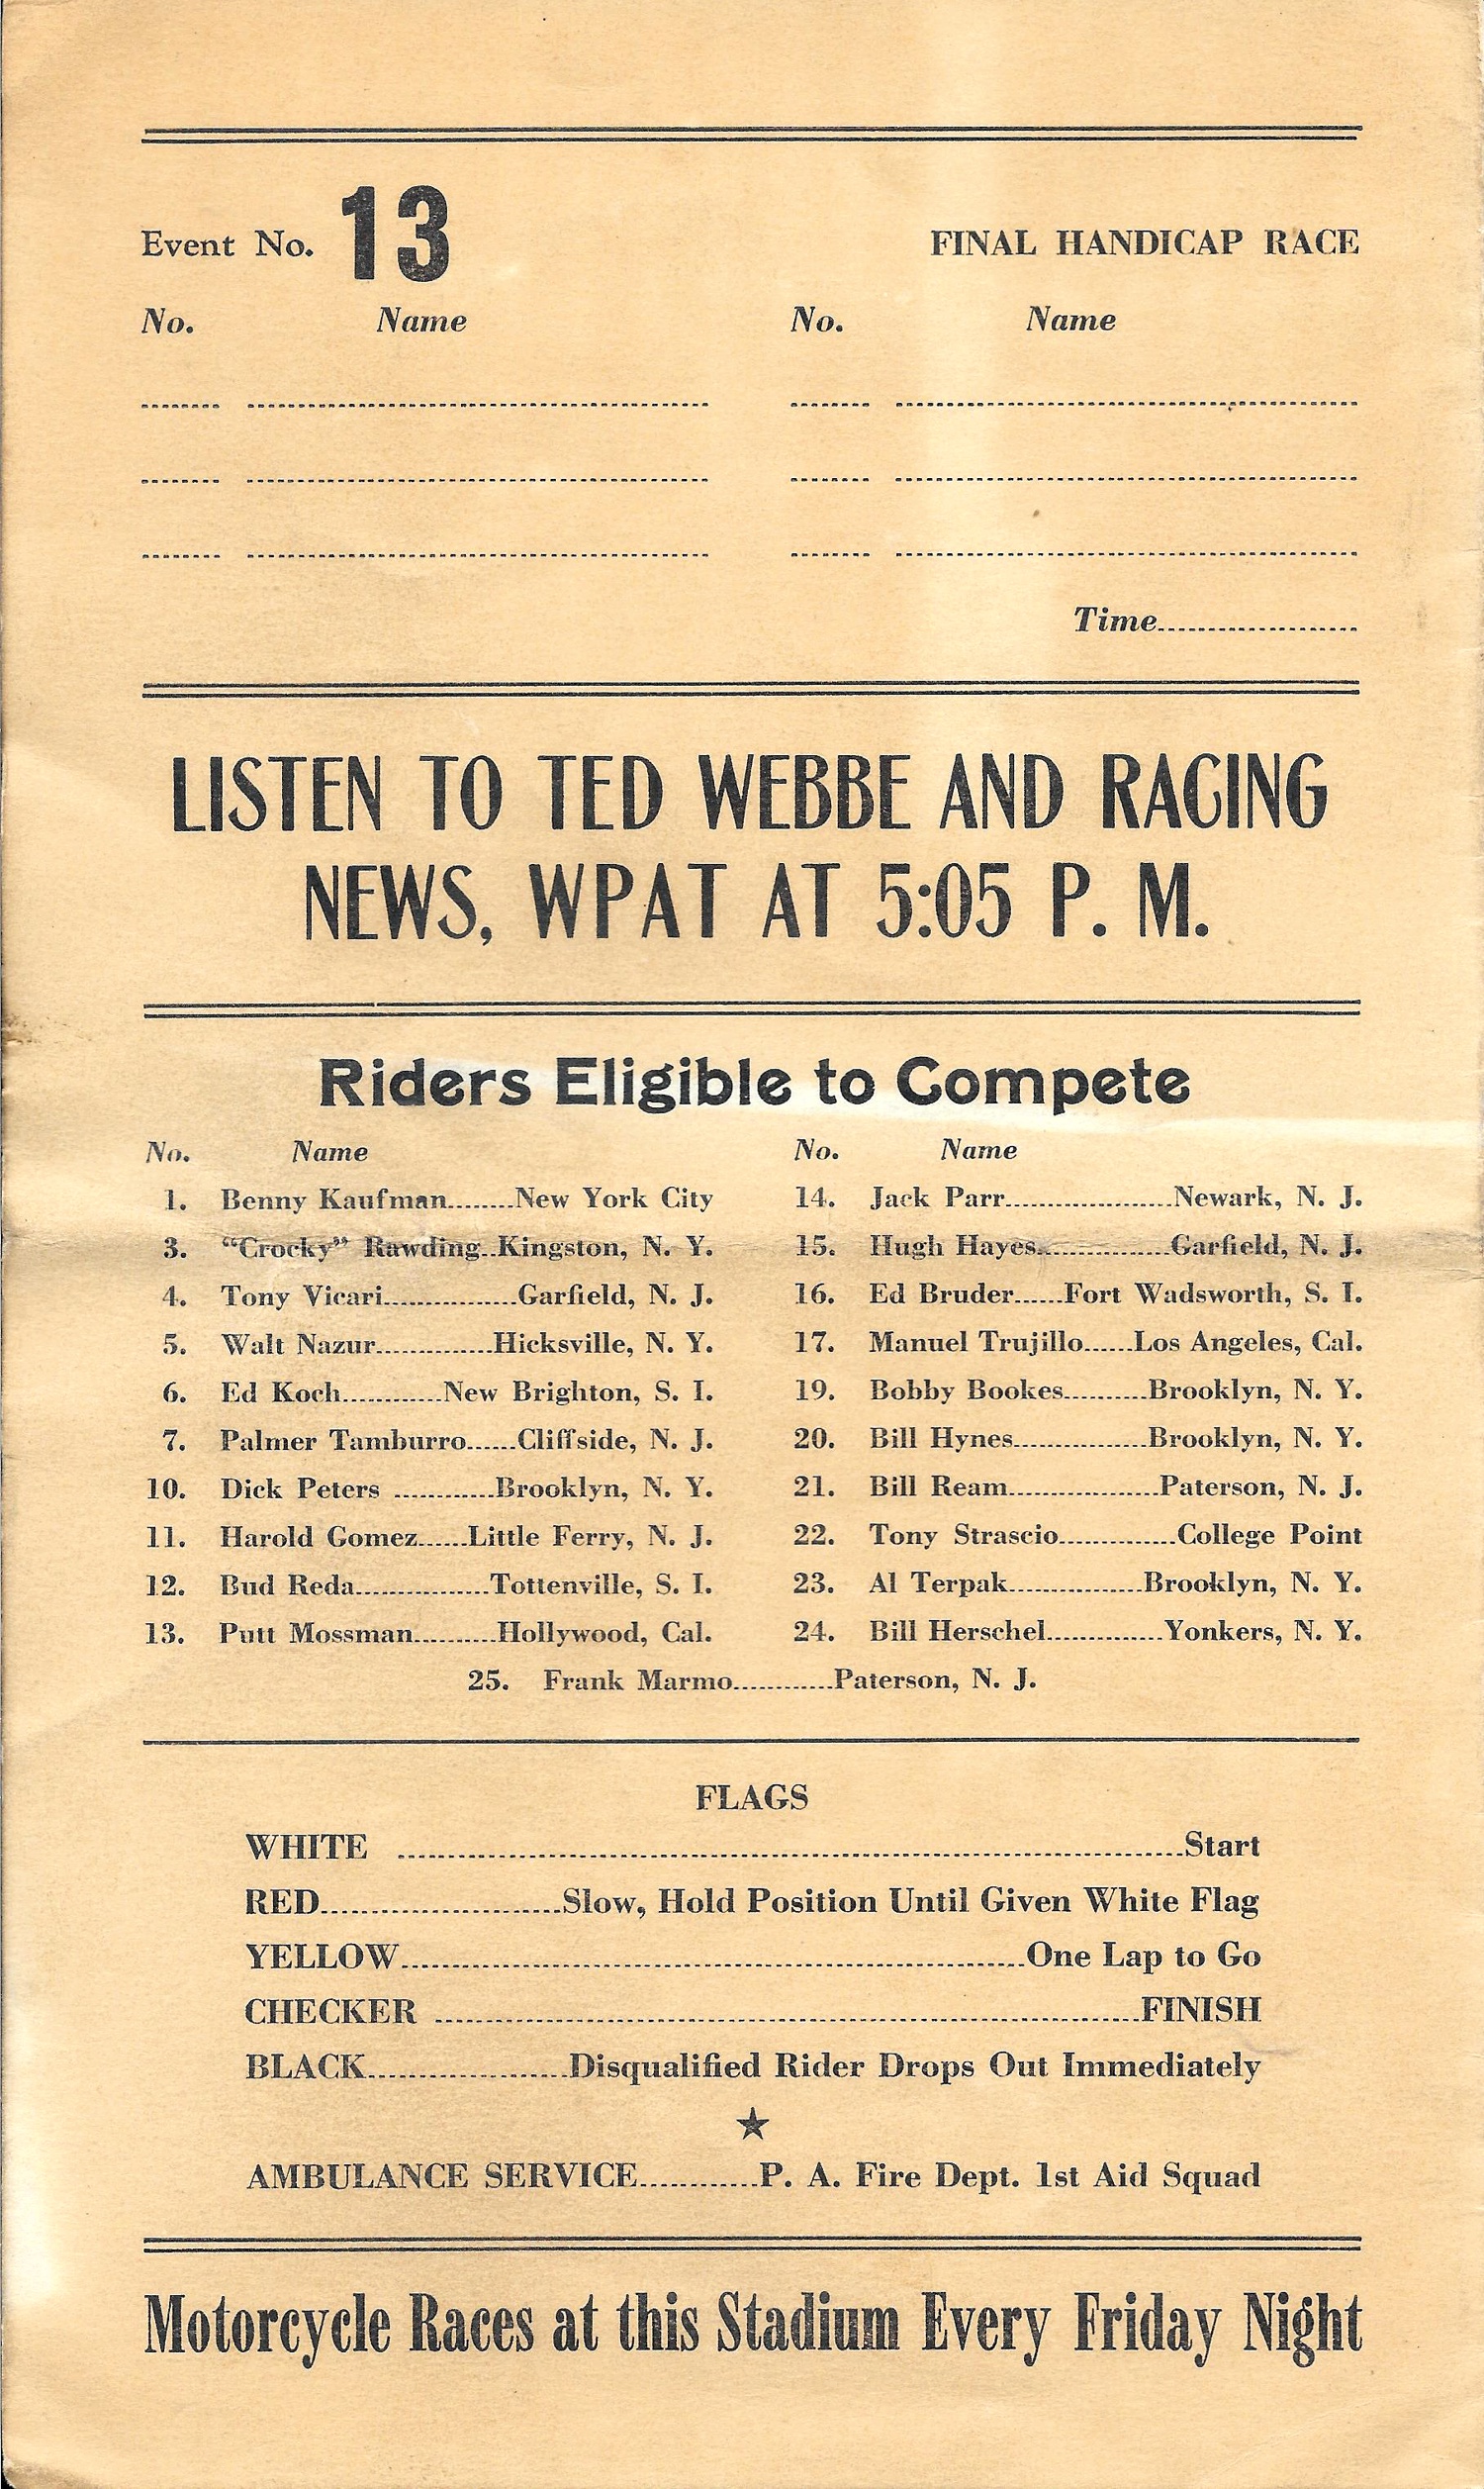 Event No. 13 FINAL HANDICAP RACE
No. Name No. Name
Time....................
LISTEN TO TED WEBBE AND RACING
NEWS, WPAT AT 5:05 P. M.
Riders Eligible to Compete
No. Name No. Name
1. Benny Kaufman........New York City 14. Jack Parr....................Newark, N. J.
3. “Crocky” Rawding..Kingston, N. Y. 15. Hugh Hayes................Garfield, N. J.
4. Tony Vicari................Garfield, N. J. 16. Ed Bruder......Fort Wadsworth, S. I.
5. Walt Nazur..............Hicksville, N. Y. 17. Manuel Trujillo......Los Angeles, Cal.
6. Ed Koch............New Brighton, S. I. 19. Bobby Bookes..........Brooklyn, N. Y.
7. Palmer Tamburro......Cliffside, N. J. 20. Bill Hynes................Brooklyn, N. Y.
10. Dick Peters ............Brooklyn, N. Y. 21. Bill Ream..................Paterson, N. J.
11. Harold Gomez......Little Ferry, N. J. 22. Tony Strascio..............College Point
12. Bud Reda................Tottenville, S. I. 23. Al Terpak................Brooklyn, N. Y.
13. Putt Mossman..........Hollywood, Cal. 24. Bill Herschel..............Yonkers, N. Y.
25. Frank Marmo............Paterson, N. J.
FLAGS
WHITE ....................Start
RED........................Slow, Hold Position Until Given White Flag
YELLOW....................One Lap to Go
CHECKER ....................FINISH
BLACK....................Disqualified Rider Drops Out Immediately
★
AMBULANCE SERVICE............P. A. Fire Dept. 1st Aid Squad
Motorcycle Races at this Stadium Every Friday Night